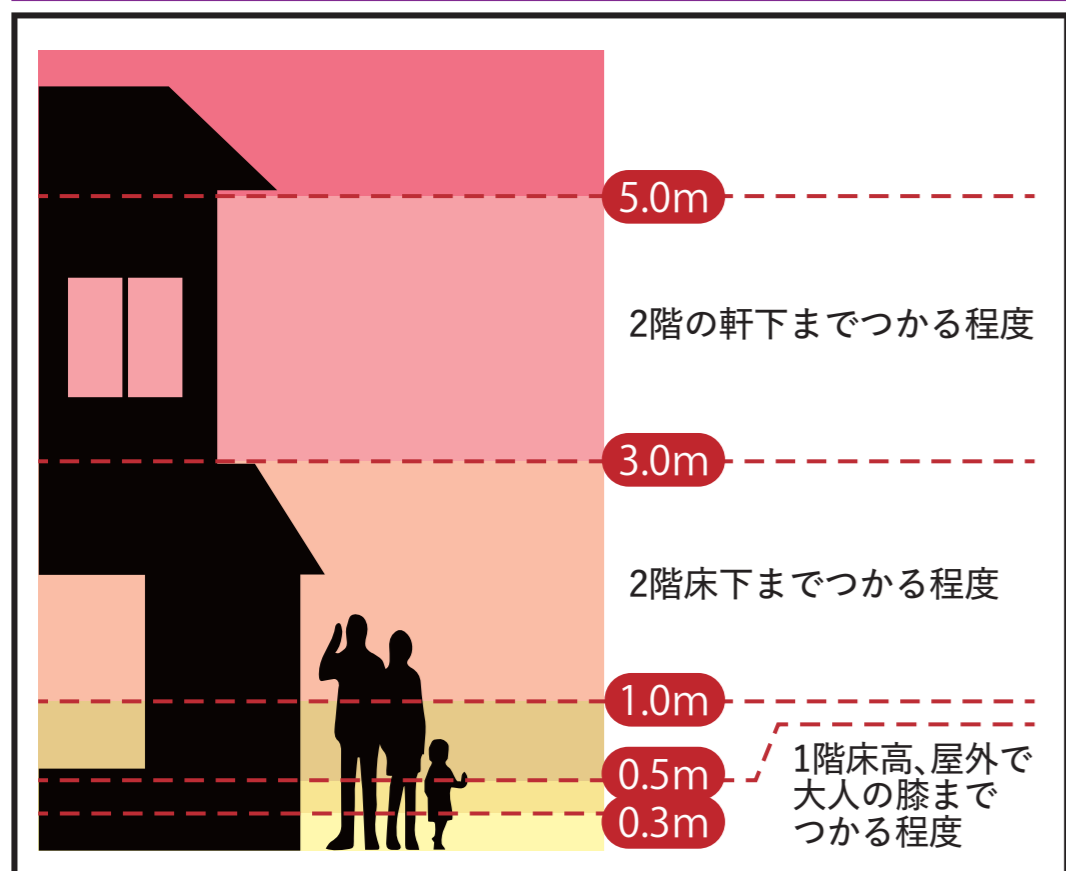 5.0m
2階の軒下までつかる程度
3.0m
2階床下までつかる程度
1.0m
0.5m
0.3m
1階床高、屋外で
大人の膝まで
つかる程度